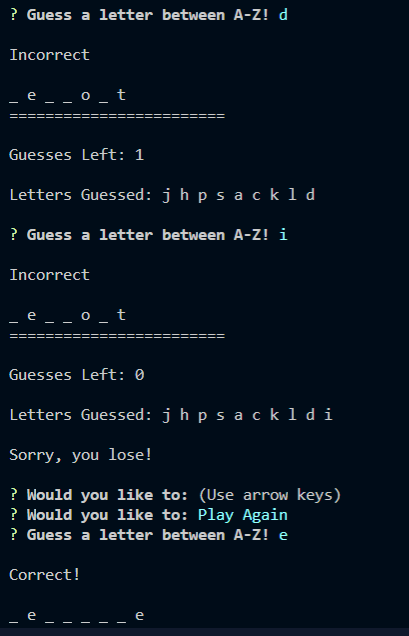 ? Guess a letter between A-Z! d
Incorrect
_ e _ _ o _ t
========================
Guesses Left: 1
Letters Guessed: j h p s a c k l d
? Guess a letter between A-Z! i
Incorrect
_ e _ _ o _ t
========================
Guesses Left: 0
Letters Guessed: j h p s a c k l d i
Sorry, you lose!
? Would you like to: (Use arrow keys)
? Would you like to: Play Again
? Guess a letter between A-Z! e
Correct!
_ e _ _ _ _ _ e